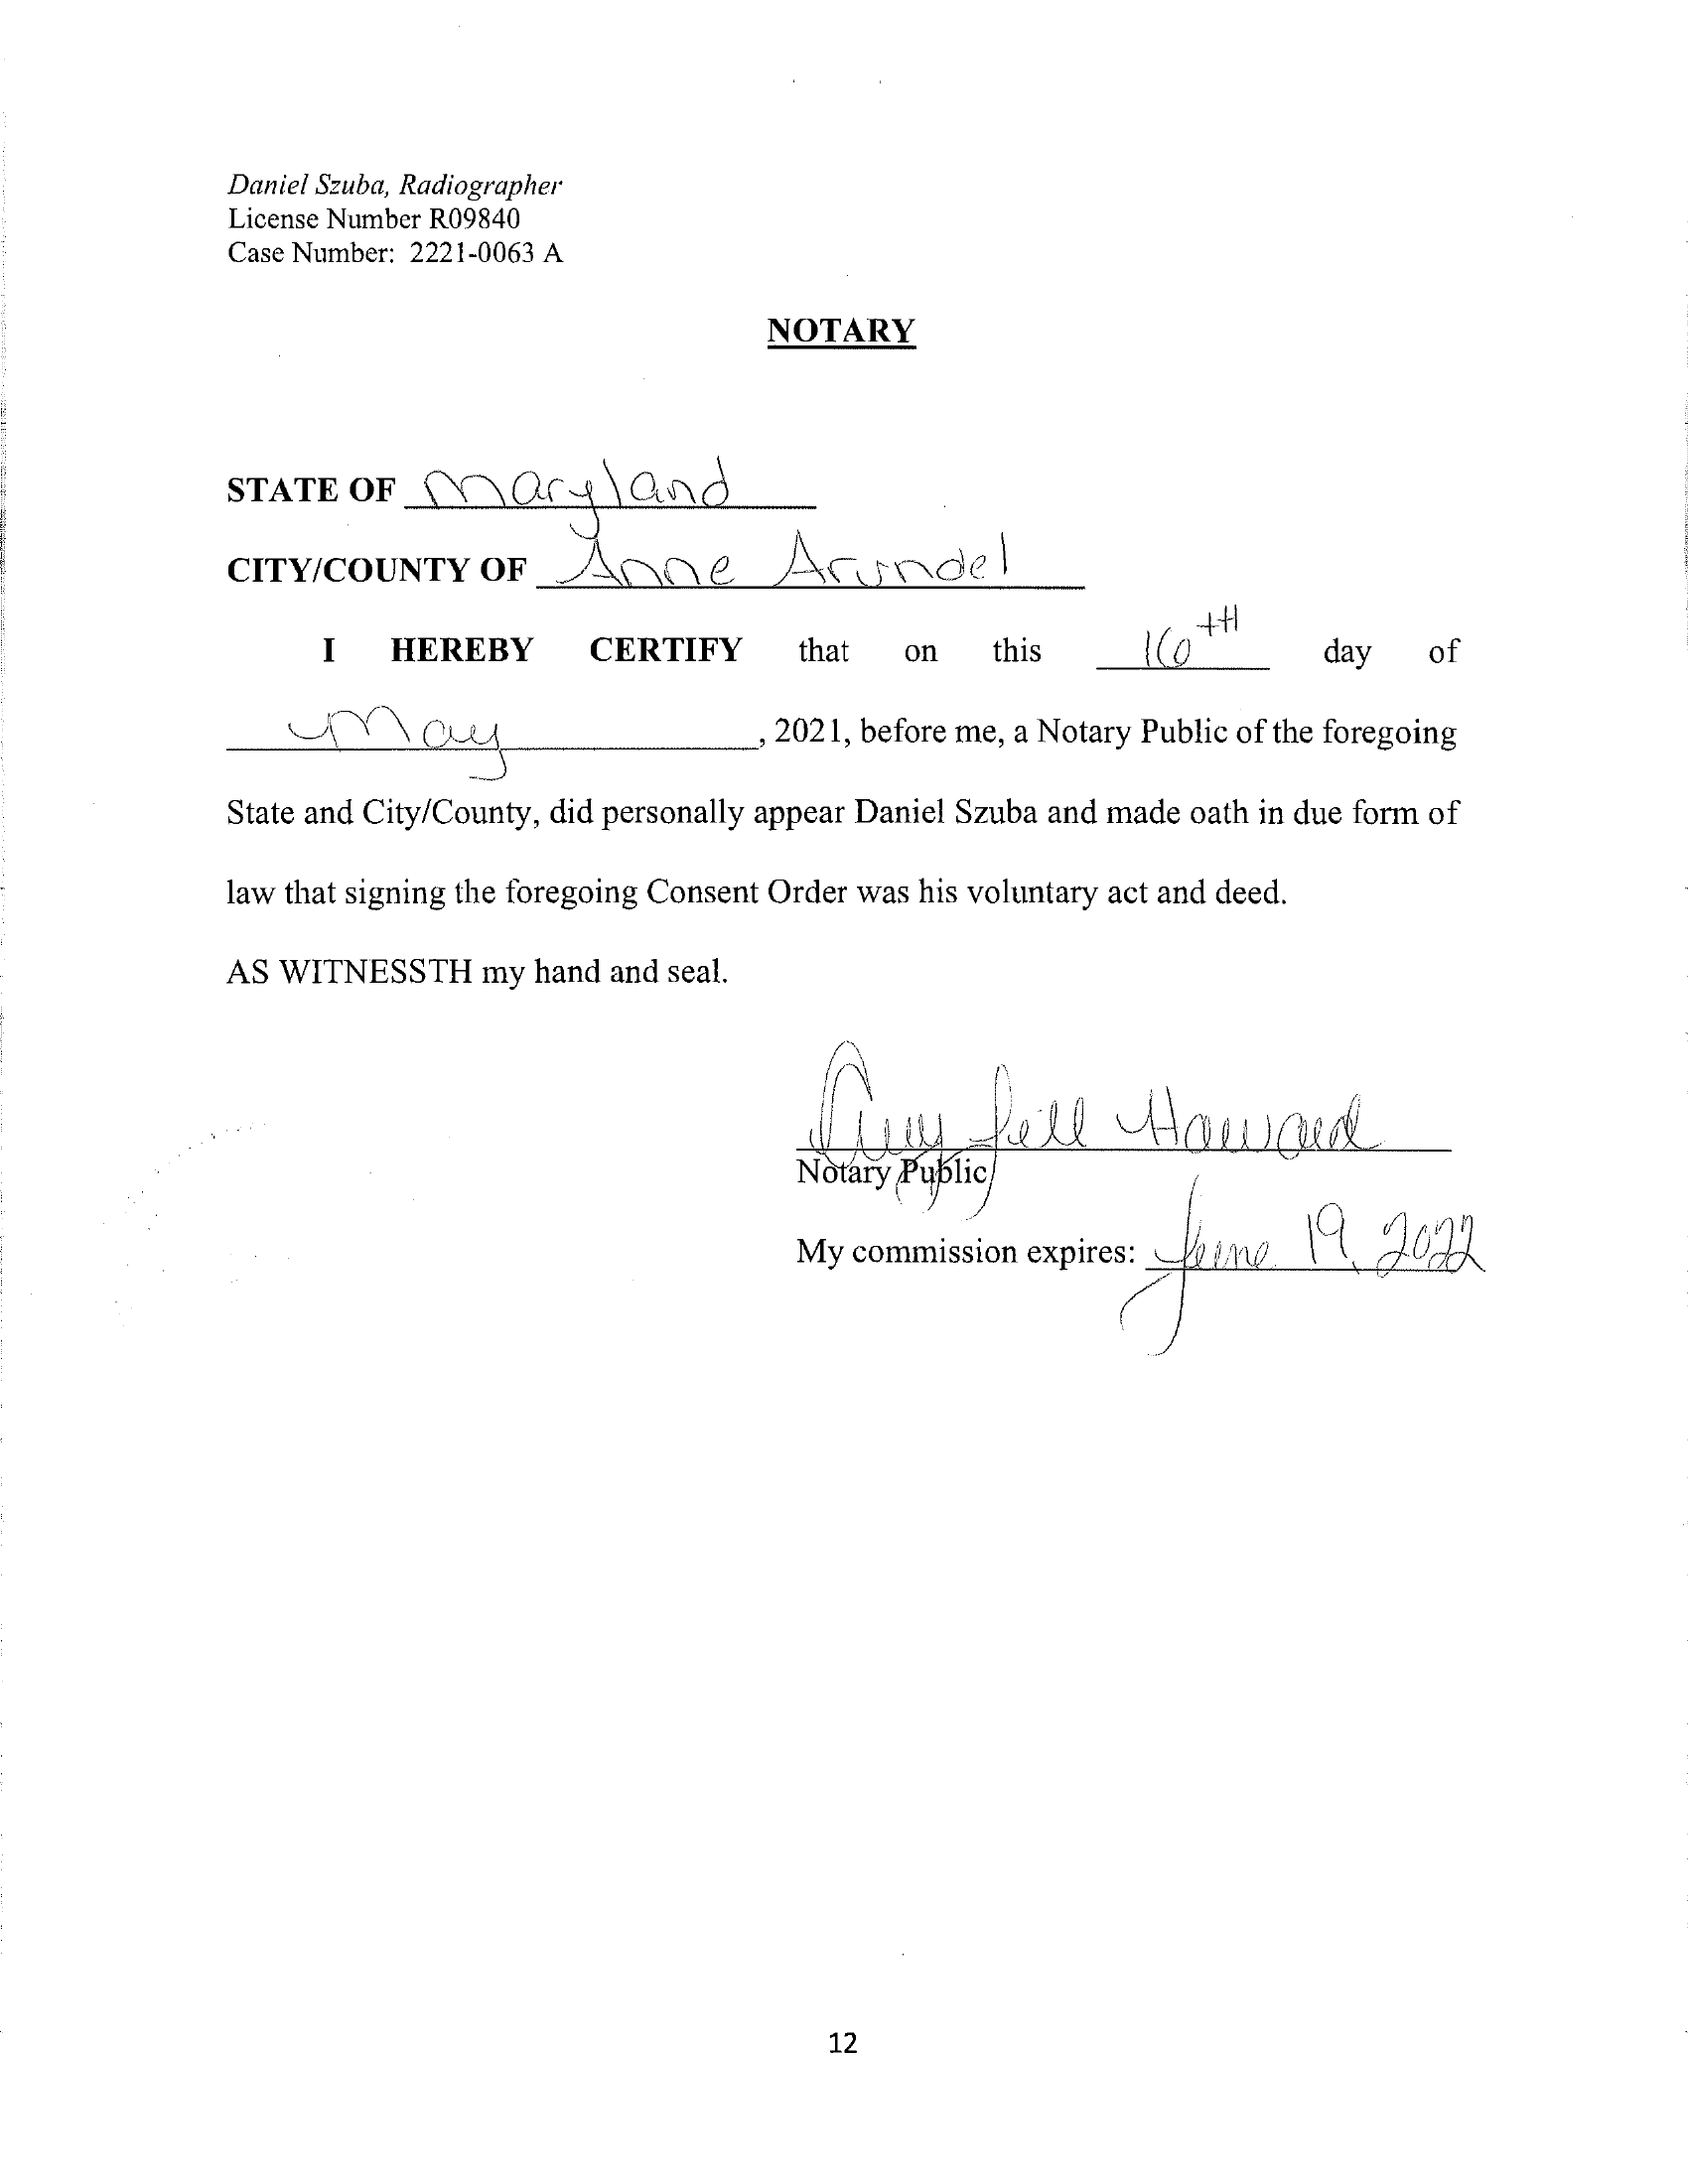 Daniel Szuba, Radiographer
License Number R09840
Case Number: 2221-0063 A
NOTARY
STATE OF Maryland
CITY/COUNTY OF Anne Arundel
I HEREBY CERTIFY that on this 16TH day of
May, 2021, before me, a Notary Public of the foregoing
State and City/County, did personally appear Daniel Szuba and made oath in due form of
law that signing the foregoing Consent Order was his voluntary act and deed.
AS WITNESSTH my hand and seal.
Amy Jill Howard
Notary Public
My commission expires: June 19, 2022
12